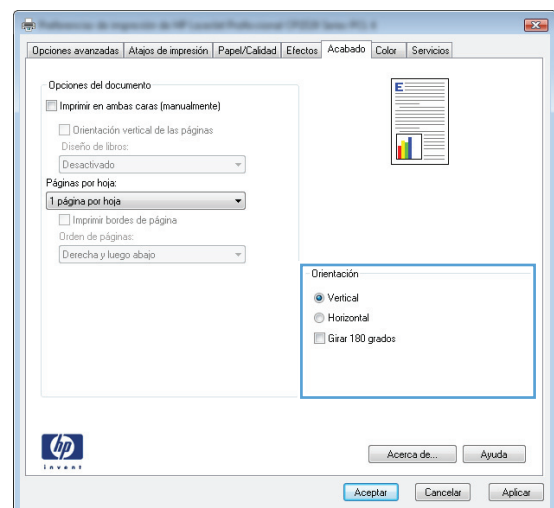 Opciones avanzadas Atajos de impresión Papel/Calidad Efectos Acabado Color Servicios
Opciones del documento
Imprimir en ambas caras (manualmente)
Orientación vertical de las páginas
Diseño de libros:
Desactivado
Páginas por hoja:
1 página por hoja
Imprimir bordes de página
Orden de páginas:
Derecha y luego abajo
E
Orientación
Vertical
Horizontal
Girar 180 grados
hp
invent
Acerca de... Ayuda
Aceptar Cancelar Aplicar